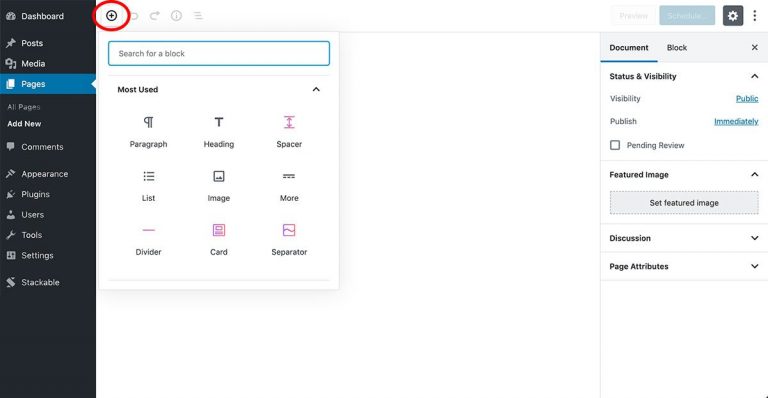 Dashboard
Posts
Media
Pages
All Pages
Add New
Comments
Appearance
Plugins
Users
Tools
Settings
Stackable
Search for a block
Most Used
Paragraph Heading Spacer
List Image More
Divider Card Separator
Preview Schedule...
Document Block
Status & Visibility
Visibility Public
Publish Immediately
Pending Review
Featured Image
Set featured image
Discussion
Page Attributes